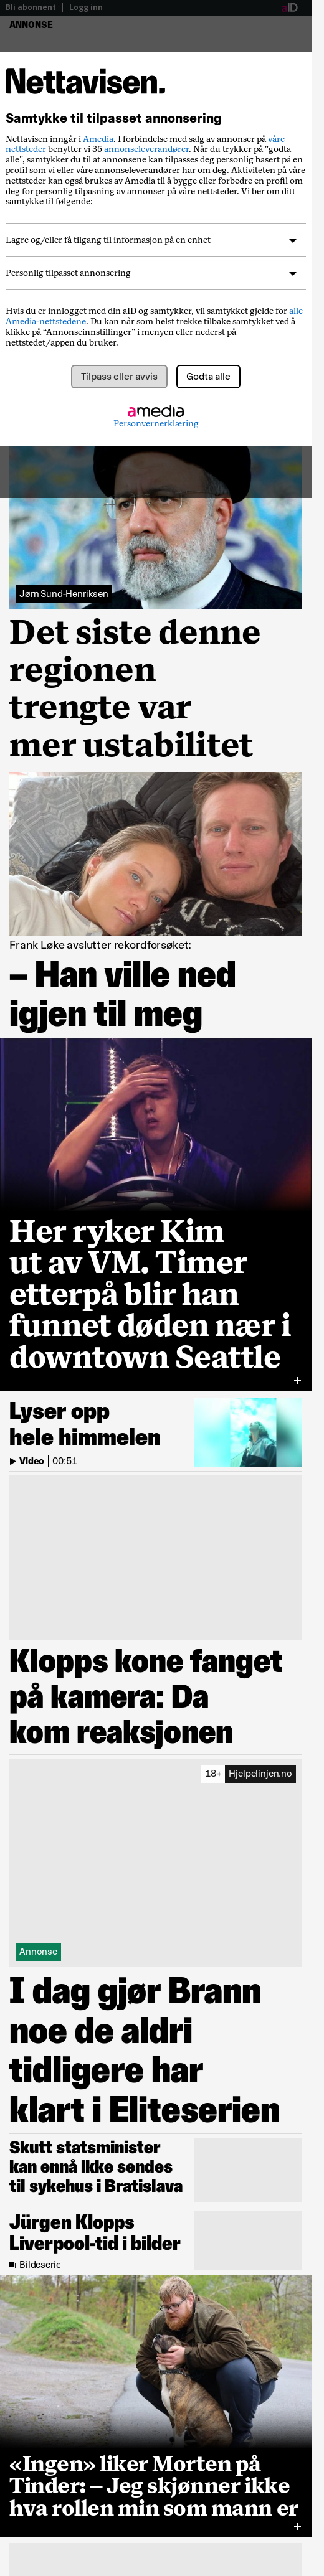 Bli abonnent | Logg inn
aID
ANNONSE
Nettavisen.
Samtykke til tilpasset annonsering
Nettavisen inngår i Amedia. I forbindelse med salg av annonser på våre
nettsteder benytter vi 35 annonseleverandører. Når du trykker på "godta
alle", samtykker du til at annonsene kan tilpasses deg personlig basert på en
profil som vi eller våre annonseleverandører har om deg. Aktiviteten på våre
nettsteder kan også brukes av Amedia til å bygge eller forbedre en profil om
deg for personlig tilpasning av annonser på våre nettsteder. Vi ber om ditt
samtykke til følgende:
Lagre og/eller få tilgang til informasjon på en enhet
Personlig tilpasset annonsering
Hvis du er innlogget med din aID og samtykker, vil samtykket gjelde for alle
Amedia-nettstedene. Du kan når som helst trekke tilbake samtykket ved å
klikke på “Annonseinnstillinger” i menyen eller nederst på
nettstedet/appen du bruker.
Tilpass eller avvis
Godta alle
amedia
Personvernerklæring
Jørn Sund-Henriksen
Det siste denne
regionen
trengte var
mer ustabilitet
Frank Løke avslutter rekordforsøket:
– Han ville ned
igjen til meg
Her ryker Kim
ut av VM. Timer
etterpå blir han
funnet døden nær i
downtown Seattle
+
Lyser opp
hele himmelen
Video | 00:51
Klopps kone fanget
på kamera: Da
kom reaksjonen
18+ Hjelpelinjen.no
Annonse
I dag gjør Brann
noe de aldri
tidligere har
klart i Eliteserien
Skutt statsminister
kan ennå ikke sendes
til sykehus i Bratislava
Jürgen Klopps
Liverpool-tid i bilder
Bildeserie
«Ingen» liker Morten på
Tinder: – Jeg skjønner ikke
hva rollen min som mann er
+